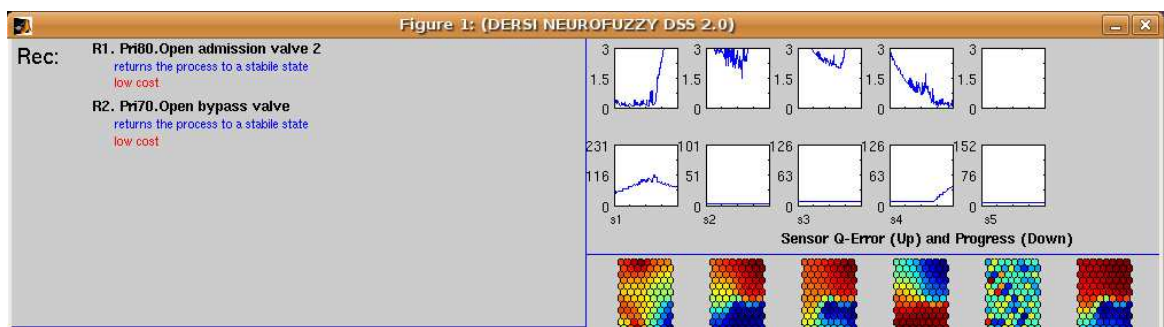 Figure 1: (DERSI NEUROFUZZY DSS 2.0)
Rec:
R1. Pri80.Open admission valve 2
returns the process to a stabile state
low cost
R2. Pri70.Open bypass valve
returns the process to a stabile state
low cost
3 3 3 3 3
1.5 1.5 1.5 1.5 1.5
0 0 0 0 0
231 101 126 126 152
116 51 63 63 76
0 0 0 0 0
s1 s2 s3 s4 s5
Sensor Q-Error (Up) and Progress (Down)